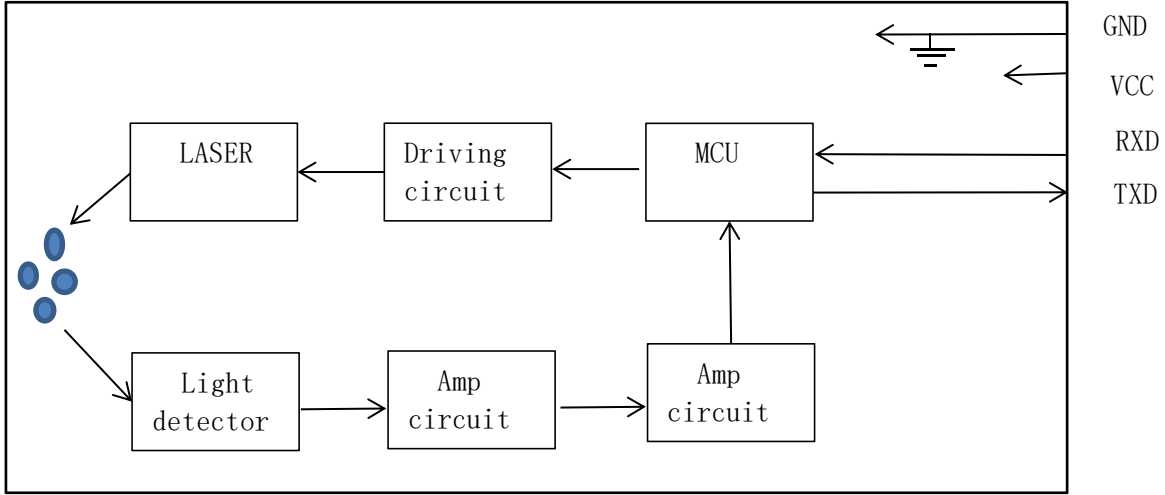 GND
VCC
LASER
Driving
circuit
MCU
RXD
TXD
Light
detector
Amp
circuit
Amp
circuit